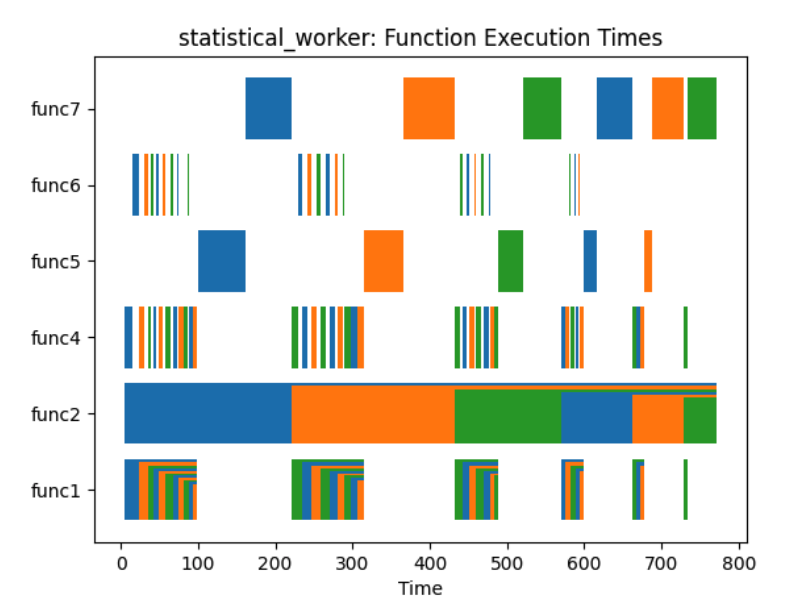 statistical_worker: Function Execution Times
func7
func6
func5
func4
func2
func1
0 100 200 300 400 500 600 700 800
Time